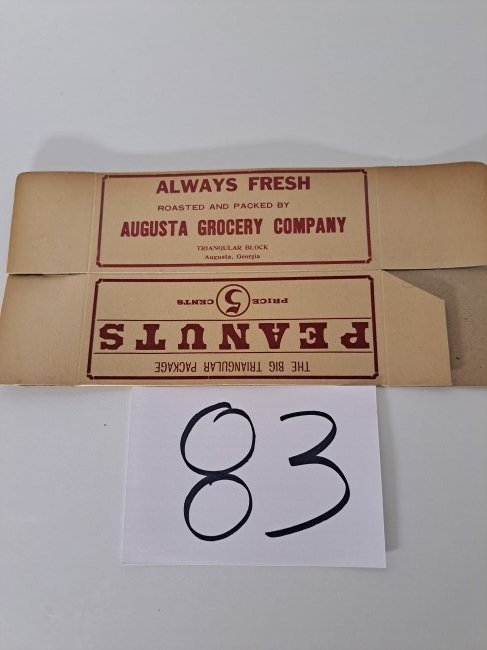 ALWAYS FRESH
ROASTED AND PACKED BY
AUGUSTA GROCERY COMPANY
TRIANGULAR BLOCK
Augusta, Georgia
THE BIG TRIANGULAR PACKAGE
PEANUTS
PRICE 5 CENTS
83